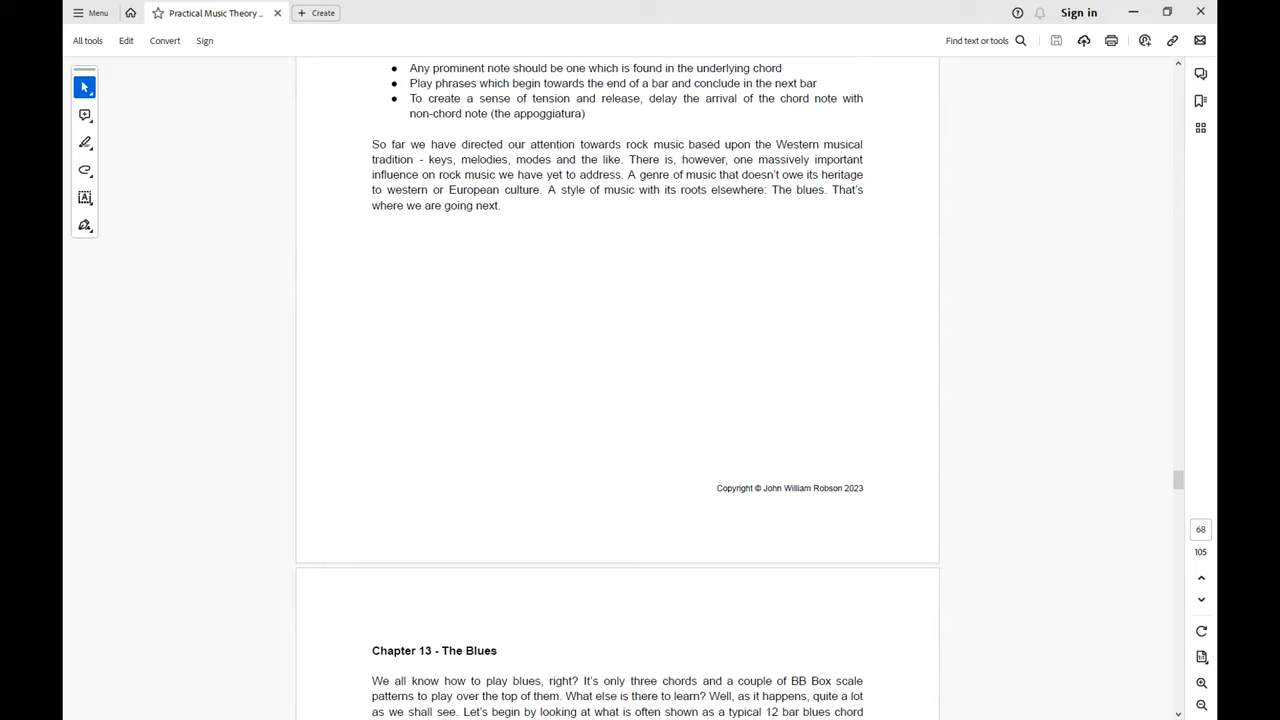 Menu
Practical Music Theory ...
Create
Sign in
All tools
Edit
Convert
Sign
Find text or tools
● Any prominent note should be one which is found in the underlying chord
● Play phrases which begin towards the end of a bar and conclude in the next bar
● To create a sense of tension and release, delay the arrival of the chord note with
non-chord note (the appoggiatura)
So far we have directed our attention towards rock music based upon the Western musical
tradition - keys, melodies, modes and the like. There is, however, one massively important
influence on rock music we have yet to address. A genre of music that doesn't owe its heritage
to western or European culture. A style of music with its roots elsewhere: The blues. That's
where we are going next.
Copyright © John William Robson 2023
68
105
Chapter 13 - The Blues
We all know how to play blues, right? It's only three chords and a couple of BB Box scale
patterns to play over the top of them. What else is there to learn? Well, as it happens, quite a lot
as we shall see. Let's begin by looking at what is often shown as a typical 12 bar blues chord